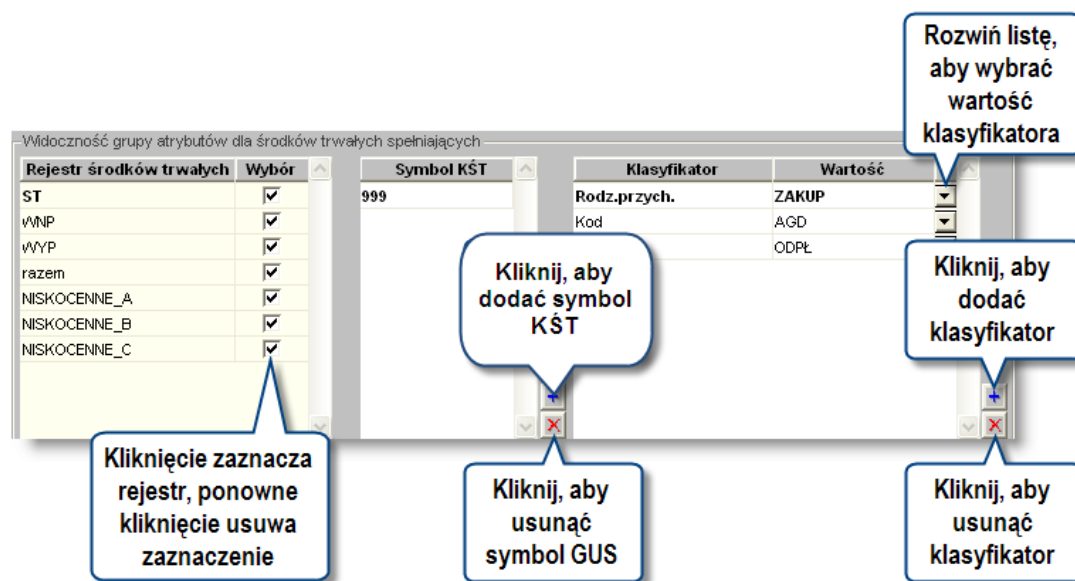 Rozwiń listę,
aby wybrać
wartość
klasyfikatora
Widoczność grupy atrybutów dla środków trwałych spełniających
Rejestr środków trwałych Wybór
Symbol KŚT
Klasyfikator Wartość
ST
999
Rodz.przych. ZAKUP
WNP
Kod AGD
WYP
ODPŁ
razem
NISKOCENNE_A
NISKOCENNE_B
NISKOCENNE_C
Kliknij, aby
dodać symbol
KŚT
Kliknij, aby
dodać
klasyfikator
Kliknięcie zaznacza
rejestr, ponowne
kliknięcie usuwa
zaznaczenie
Kliknij, aby
usunąć
symbol GUS
Kliknij, aby
usunąć
klasyfikator